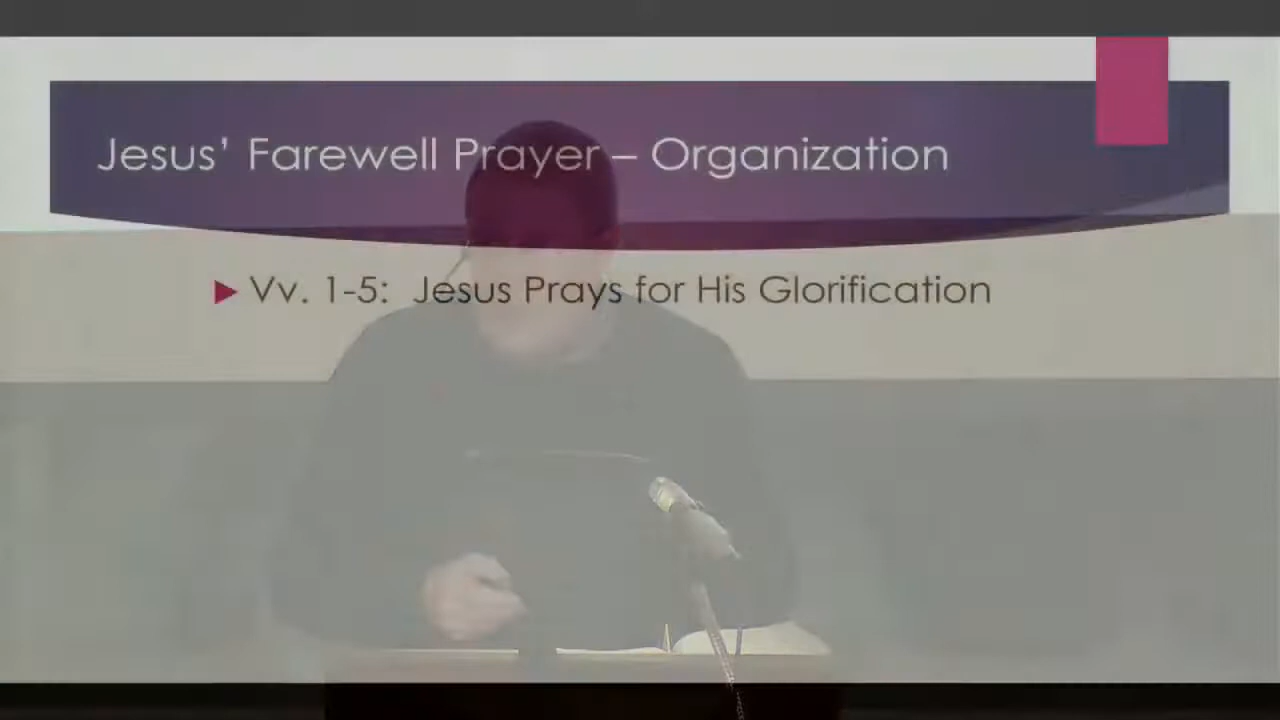 Jesus’ Farewell Prayer – Organization
Vv. 1-5: Jesus Prays for His Glorification